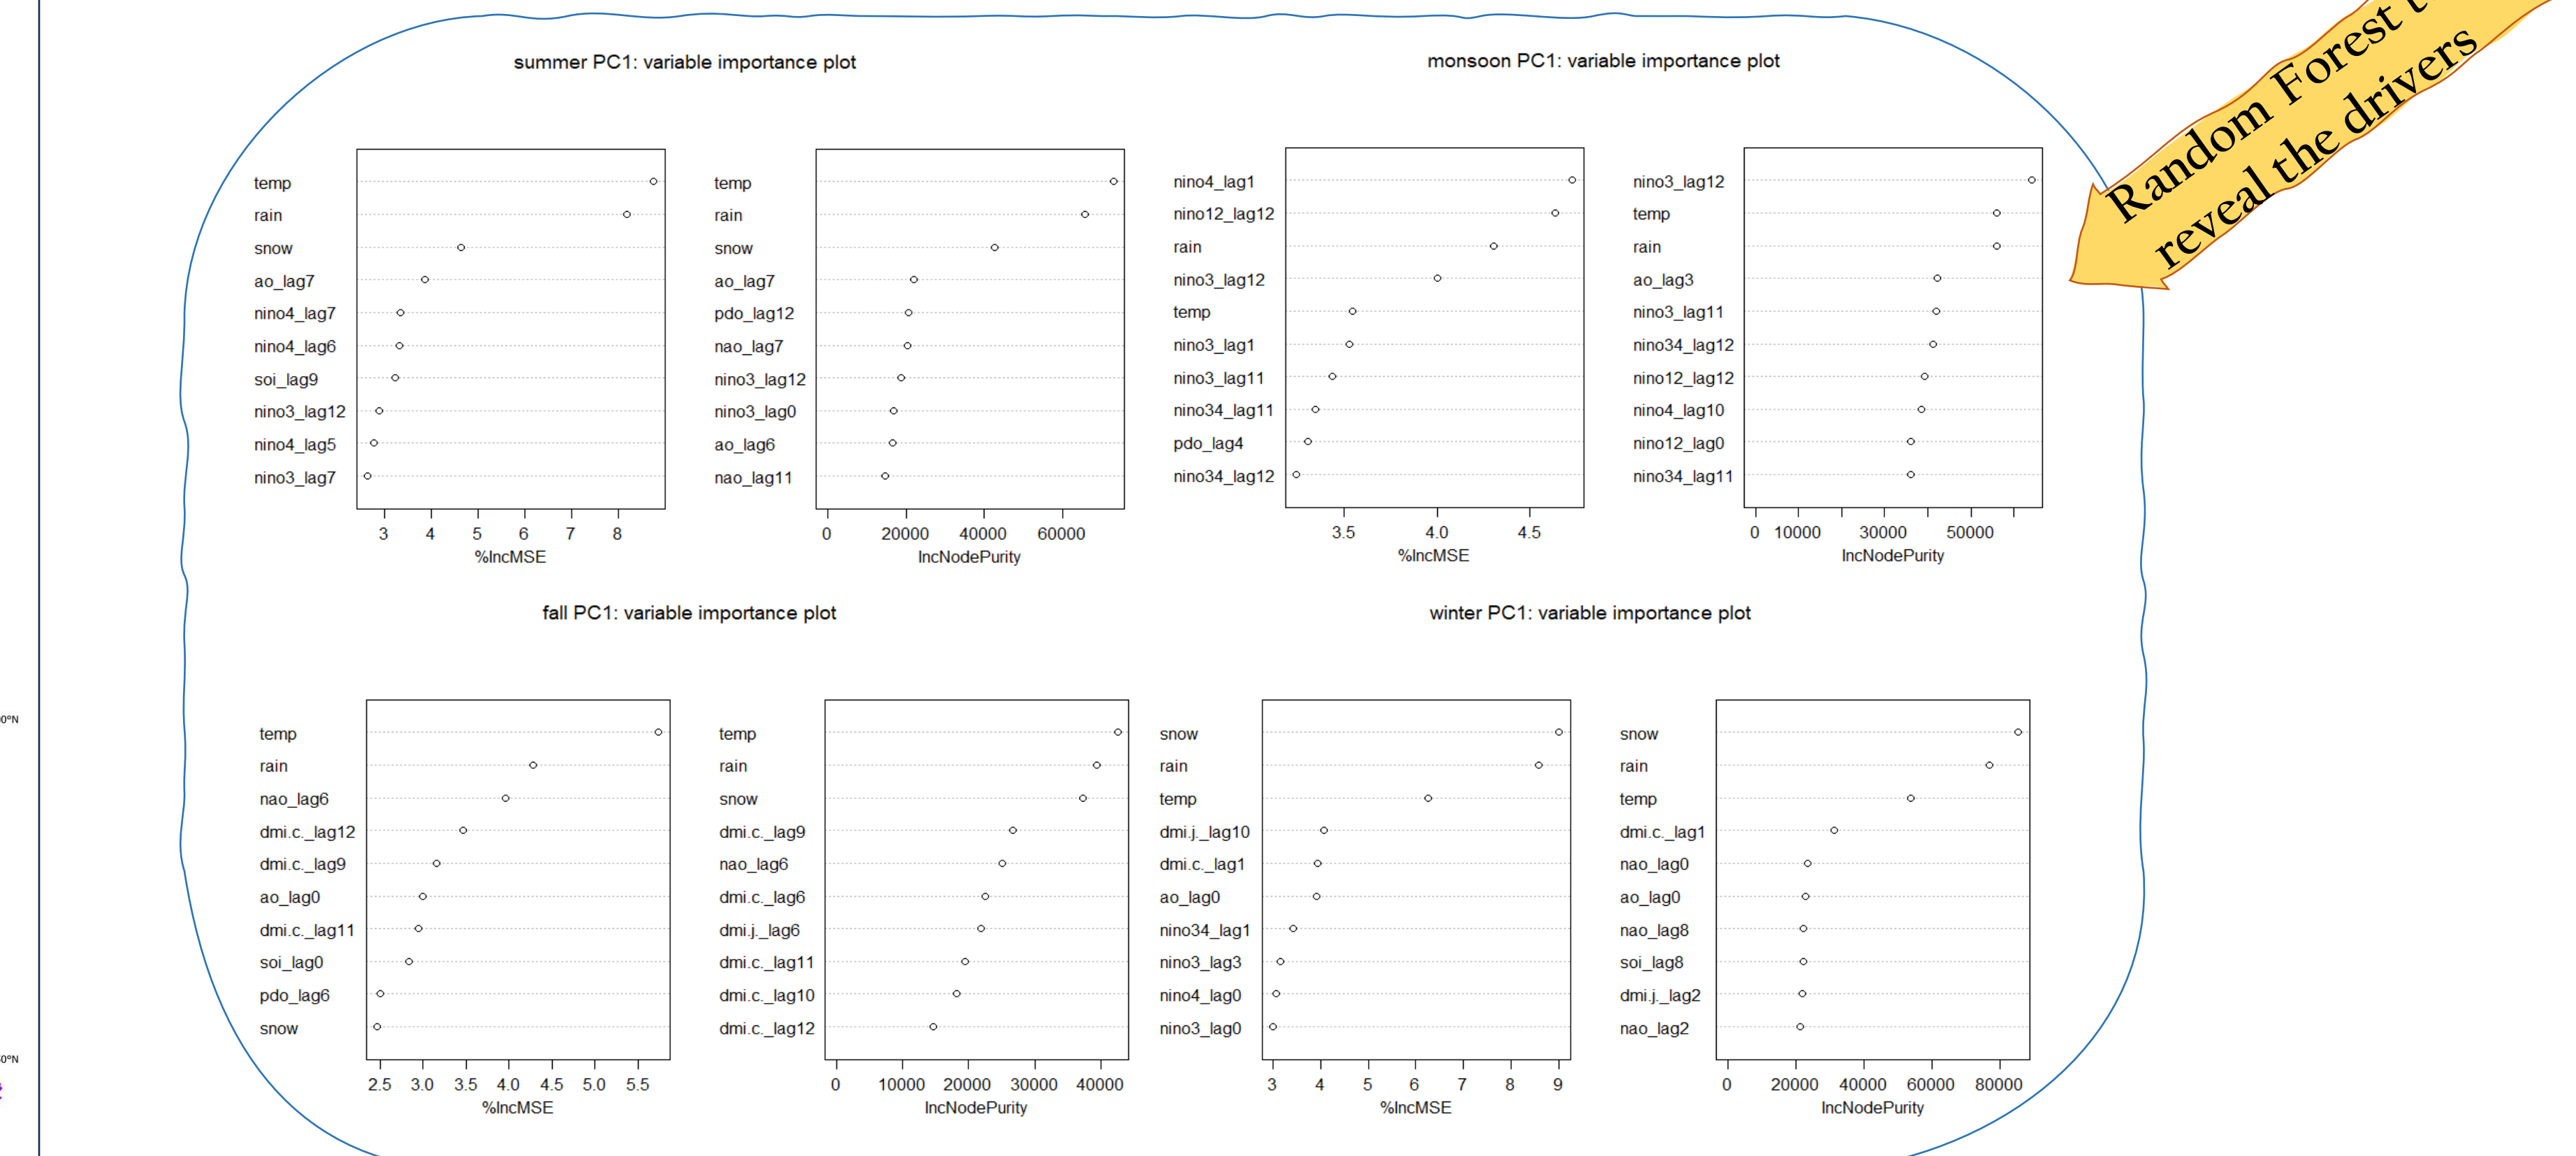 Random Forest t
reveal the drivers
summer PC1: variable importance plot
temp
rain
snow
ao_lag7
nino4_lag7
nino4_lag6
soi_lag9
nino3_lag12
nino4_lag5
nino3_lag7
3 4 5 6 7 8
%IncMSE
temp
rain
snow
ao_lag7
pdo_lag12
nao_lag7
nino3_lag12
nino3_lag0
ao_lag6
nao_lag11
0 20000 40000 60000
IncNodePurity
monsoon PC1: variable importance plot
nino4_lag1
nino12_lag12
rain
nino3_lag12
temp
nino3_lag1
nino3_lag11
nino34_lag11
pdo_lag4
nino34_lag12
3.5 4.0 4.5
%IncMSE
nino3_lag12
temp
rain
ao_lag3
nino3_lag11
nino34_lag12
nino12_lag12
nino4_lag10
nino12_lag0
nino34_lag11
0 10000 30000 50000
IncNodePurity
fall PC1: variable importance plot
temp
rain
nao_lag6
dmi.c._lag12
dmi.c._lag9
ao_lag0
dmi.c._lag11
soi_lag0
pdo_lag6
snow
2.5 3.0 3.5 4.0 4.5 5.0 5.5
%IncMSE
temp
rain
snow
dmi.c._lag9
nao_lag6
dmi.c._lag6
dmi.j._lag6
dmi.c._lag11
dmi.c._lag10
dmi.c._lag12
0 10000 20000 30000 40000
IncNodePurity
winter PC1: variable importance plot
snow
rain
temp
dmi.j._lag10
dmi.c._lag1
ao_lag0
nino34_lag1
nino3_lag3
nino4_lag0
nino3_lag0
3 4 5 6 7 8 9
%IncMSE
snow
rain
temp
dmi.c._lag1
nao_lag0
ao_lag0
nao_lag8
soi_lag8
dmi.j._lag2
nao_lag2
0 20000 40000 60000 80000
IncNodePurity
0°N